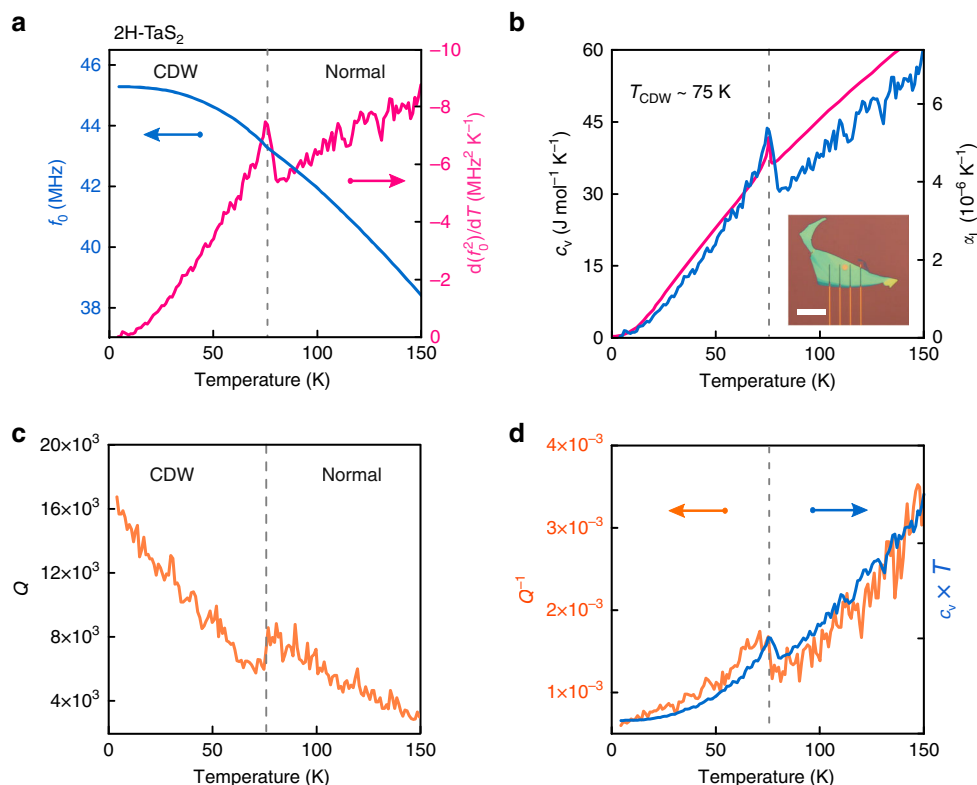 a
2H-TaS₂
CDW
Normal
46
44
42
40
38
f₀ (MHz)
−10
−8
−6
−4
−2
0
d(f₀²)/dT (MHz² K⁻¹)
0
50
100
150
Temperature (K)
b
T_CDW ~ 75 K
60
45
30
15
0
c_v (J mol⁻¹ K⁻¹)
6
4
2
0
α_l (10⁻⁶ K⁻¹)
0
50
100
150
Temperature (K)
c
CDW
Normal
20×10³
16×10³
12×10³
8×10³
4×10³
Q
0
50
100
150
Temperature (K)
d
4×10⁻³
3×10⁻³
2×10⁻³
1×10⁻³
Q⁻¹
c_v × T
0
50
100
150
Temperature (K)